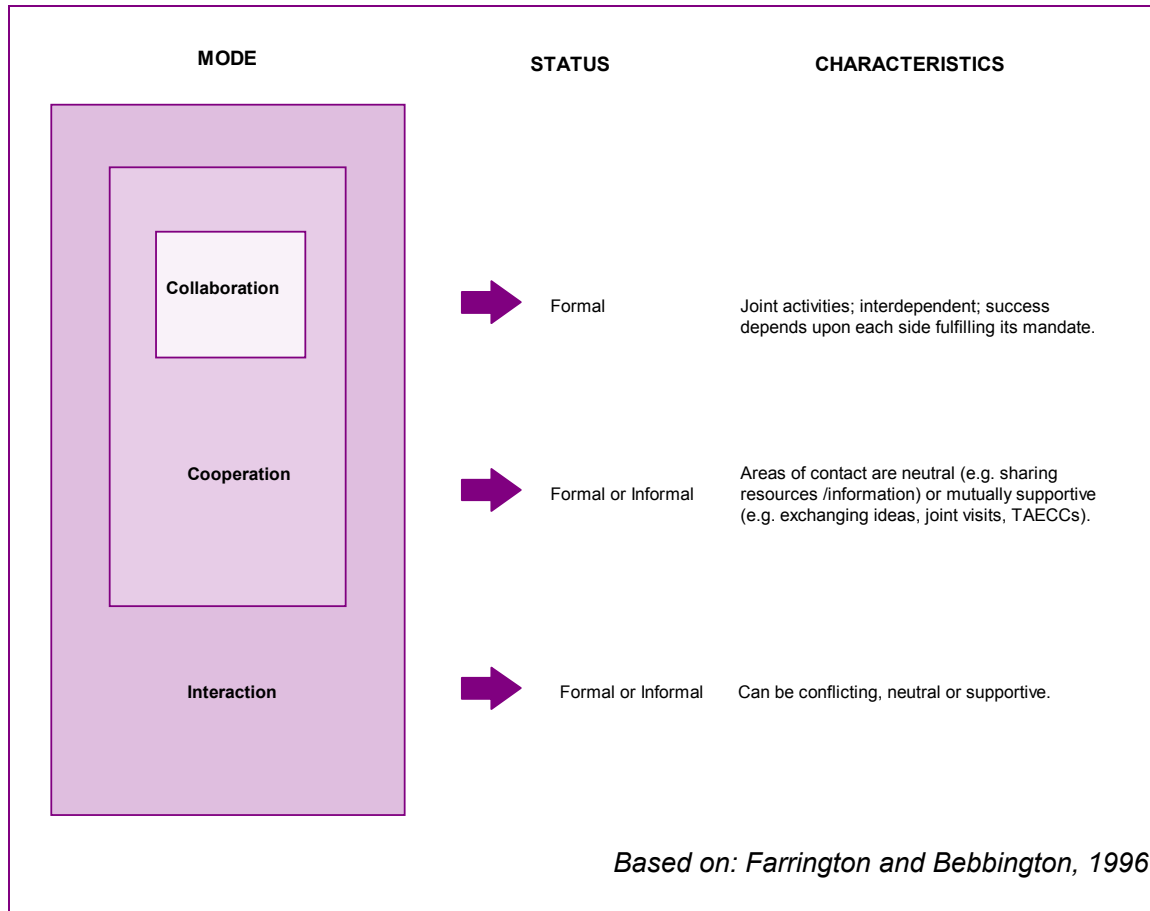 MODE
STATUS
CHARACTERISTICS
Collaboration
Formal
Joint activities; interdependent; success
depends upon each side fulfilling its mandate.
Cooperation
Formal or Informal
Areas of contact are neutral (e.g. sharing
resources /information) or mutually supportive
(e.g. exchanging ideas, joint visits, TAECCs).
Interaction
Formal or Informal
Can be conflicting, neutral or supportive.
Based on: Farrington and Bebbington, 1996